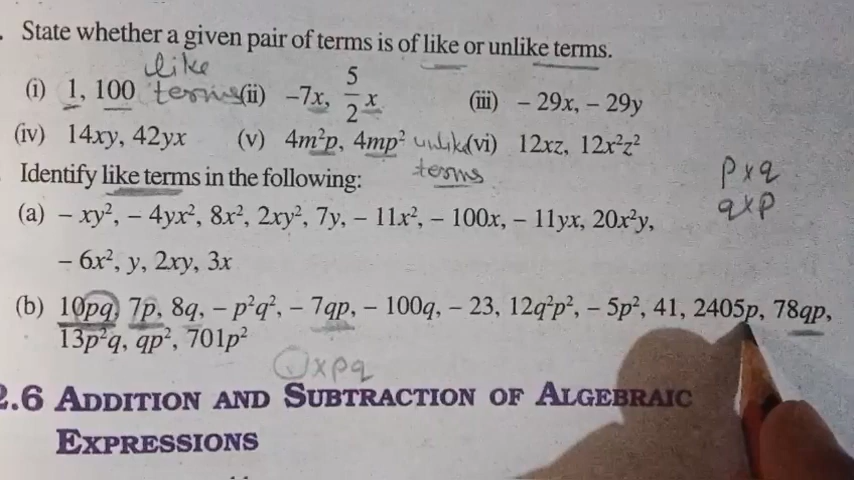 . State whether a given pair of terms is of like or unlike terms.
like
(i) 1, 100 terms (ii) −7x, 5/2 x (iii) − 29x, − 29y
(iv) 14xy, 42yx (v) 4m²p, 4mp² unlike (vi) 12xz, 12x²z²
terms
Identify like terms in the following:
p x q
q x p
(a) − xy², − 4yx², 8x², 2xy², 7y, − 11x², − 100x, − 11yx, 20x²y,
− 6x², y, 2xy, 3x
(b) 10pq, 7p, 8q, − p²q², − 7qp, − 100q, − 23, 12q²p², − 5p², 41, 2405p, 78qp,
13p²q, qp², 701p²
x pq
2.6 ADDITION AND SUBTRACTION OF ALGEBRAIC
EXPRESSIONS